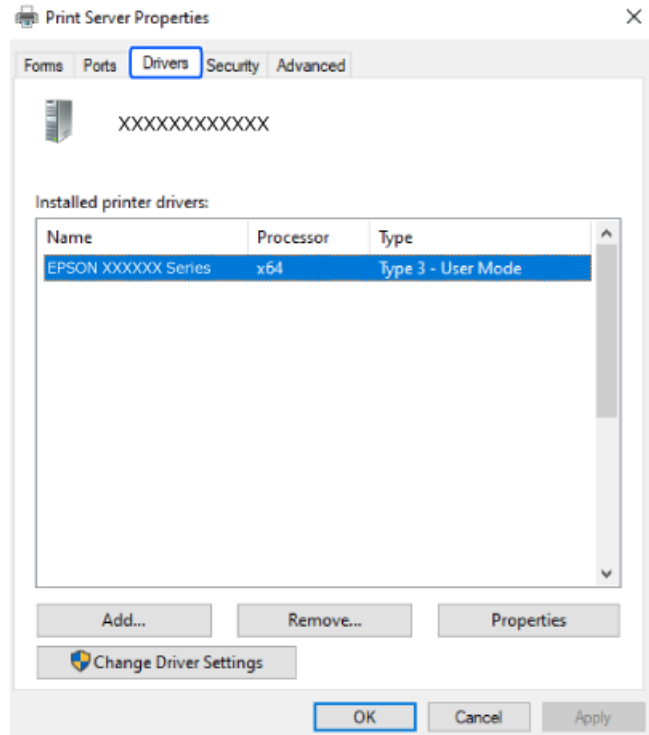 Print Server Properties
Forms Ports Drivers Security Advanced
XXXXXXXXXXXX
Installed printer drivers:
Name Processor Type
EPSON XXXXXX Series x64 Type 3 - User Mode
Add... Remove... Properties
Change Driver Settings
OK Cancel Apply